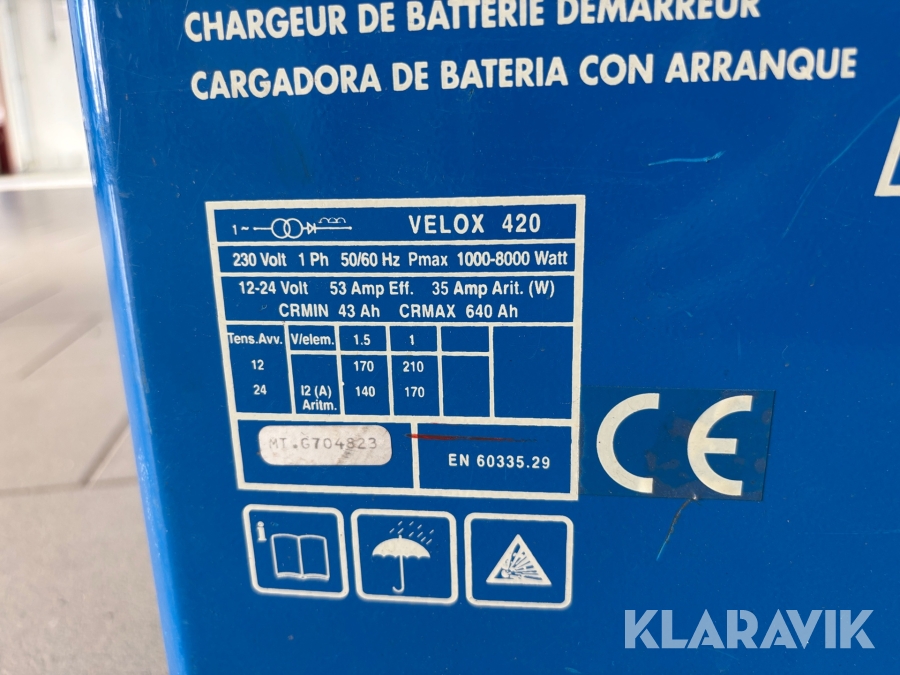 CHARGEUR DE BATTERIE DEMARREUR
CARGADORA DE BATERIA CON ARRANQUE
1~ VELOX 420
230 Volt 1 Ph 50/60 Hz Pmax 1000-8000 Watt
12-24 Volt 53 Amp Eff. 35 Amp Arit. (W)
CRMIN 43 Ah CRMAX 640 Ah
Tens.Avv. V/elem. 1.5 1
12 170 210
24 I2 (A) Aritm. 140 170
MT.G704823
EN 60335.29
CE
i
KLARAVIK